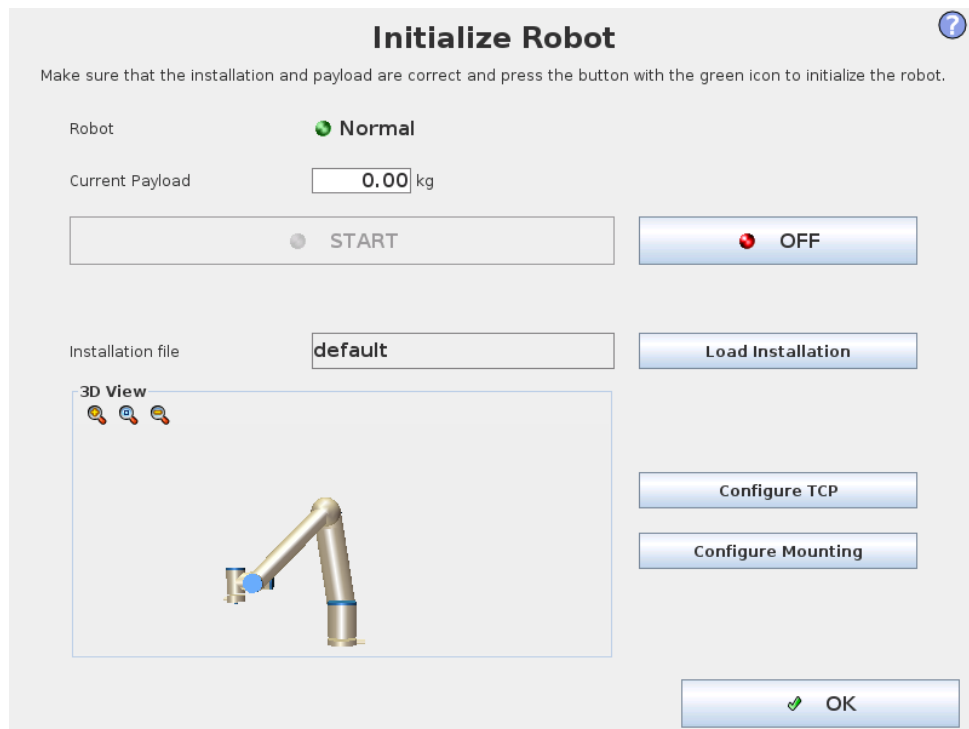 Initialize Robot
?
Make sure that the installation and payload are correct and press the button with the green icon to initialize the robot.
Robot
Normal
Current Payload
0.00 kg
START
OFF
Installation file
default
Load Installation
3D View
Configure TCP
Configure Mounting
OK